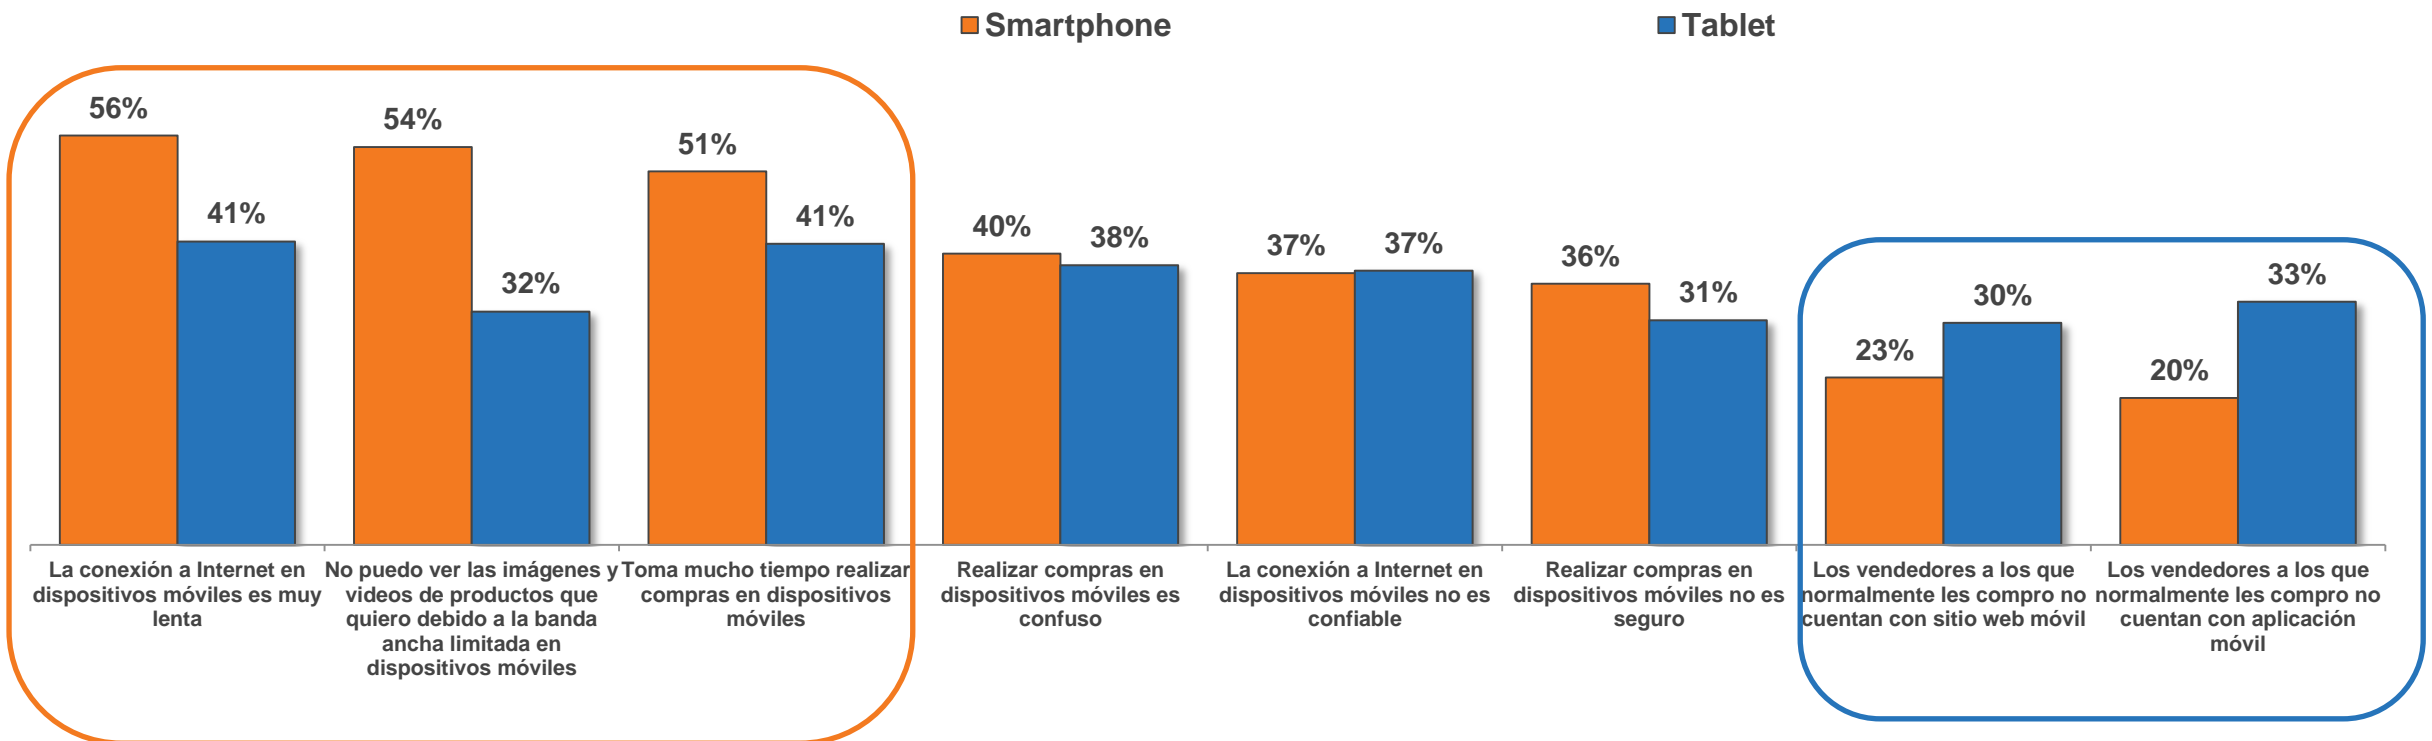 Smartphone
Tablet
56%
41%
54%
32%
51%
41%
40%
38%
37%
37%
36%
31%
23%
30%
20%
33%
La conexión a Internet en
dispositivos móviles es muy
lenta
No puedo ver las imágenes y
videos de productos que
quiero debido a la banda
ancha limitada en
dispositivos móviles
Toma mucho tiempo realizar
compras en dispositivos
móviles
Realizar compras en
dispositivos móviles es
confuso
La conexión a Internet en
dispositivos móviles no es
confiable
Realizar compras en
dispositivos móviles no es
seguro
Los vendedores a los que
normalmente les compro no
cuentan con sitio web móvil
Los vendedores a los que
normalmente les compro no
cuentan con aplicación
móvil